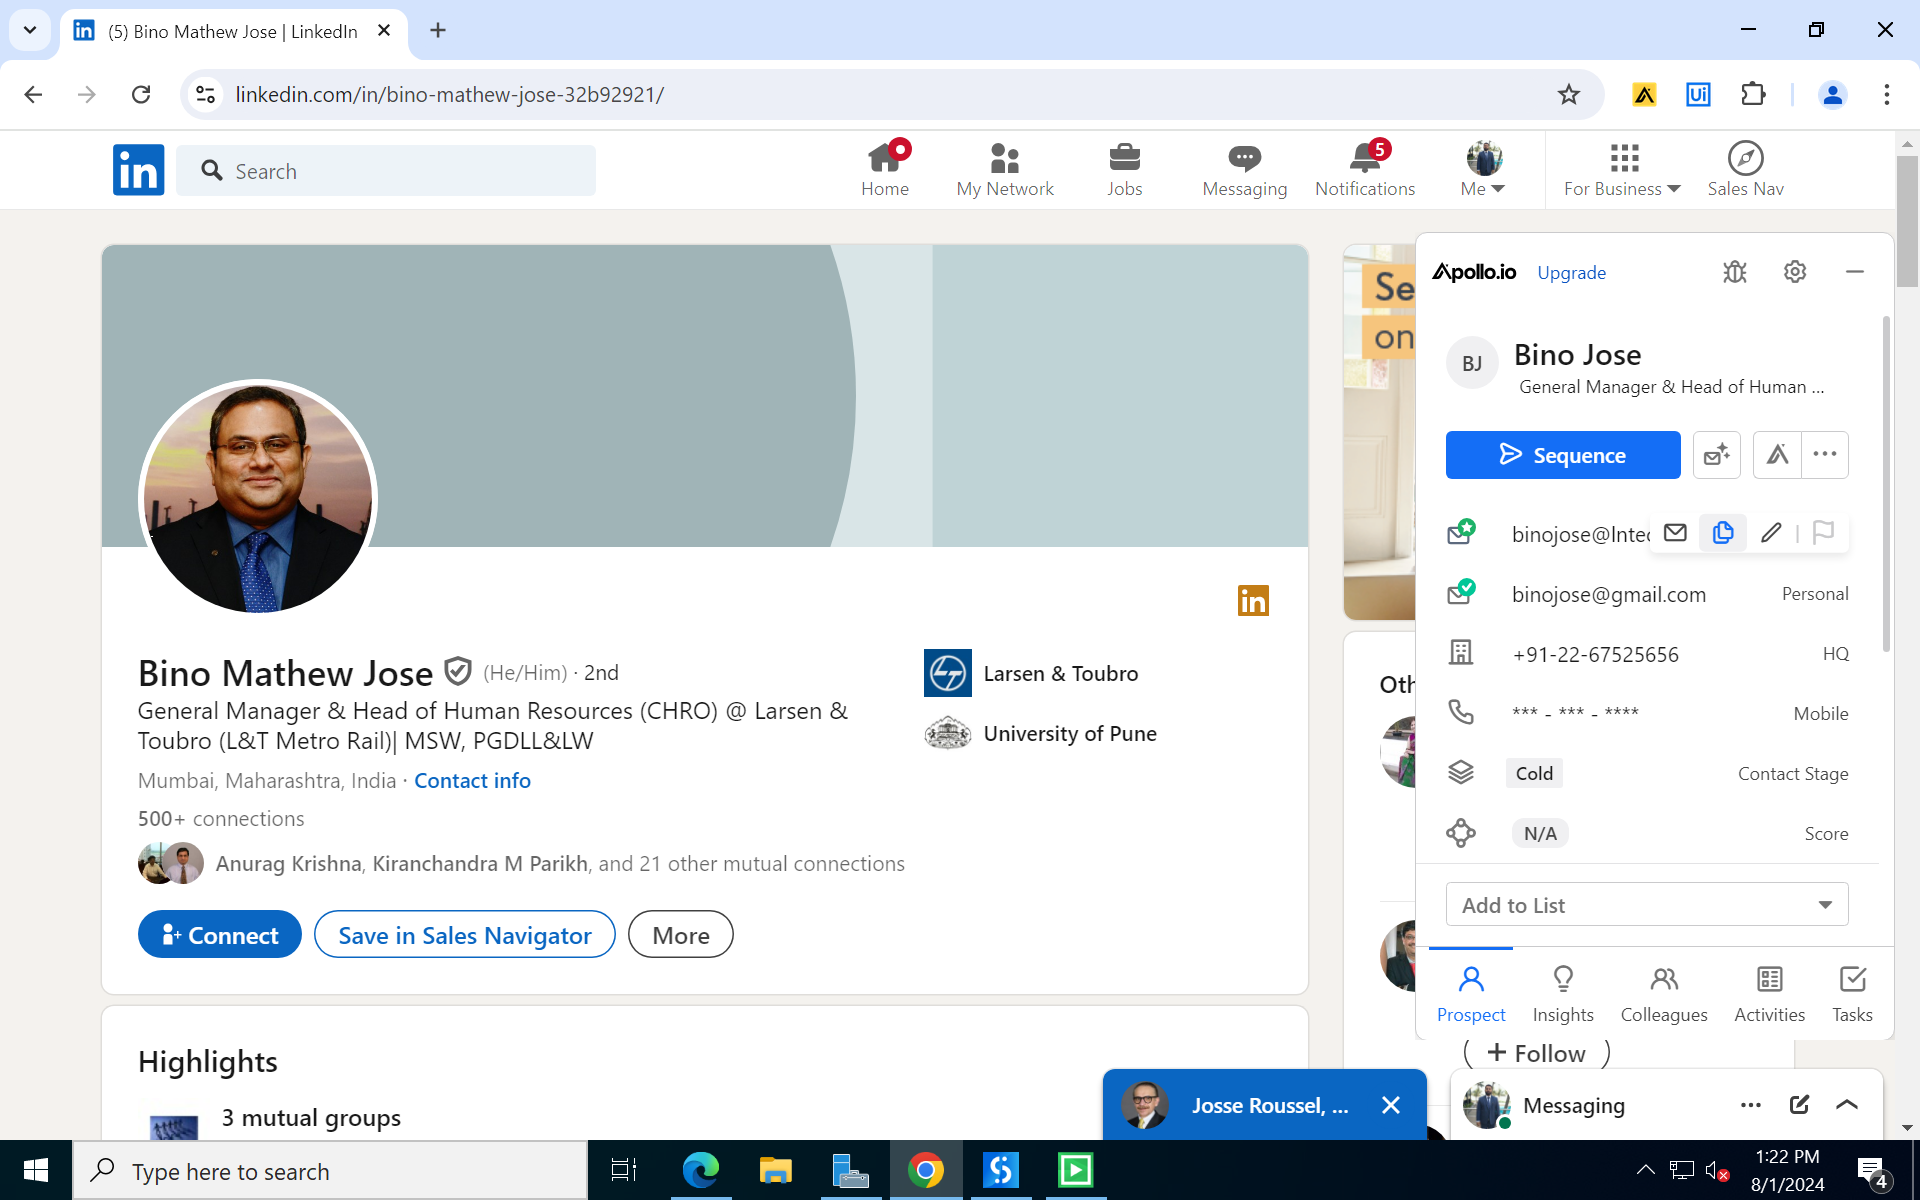 (5) Bino Mathew Jose | LinkedIn
linkedin.com/in/bino-mathew-jose-32b92921/
Ui
in
Search
Home
My Network
Jobs
Messaging
5
Notifications
Me
For Business
Sales Nav
Se
on
Apollo.io
Upgrade
BJ
Bino Jose
General Manager & Head of Human ...
Sequence
binojose@lntec
binojose@gmail.com
Personal
+91-22-67525656
HQ
*** - *** - ****
Mobile
Cold
Contact Stage
N/A
Score
Add to List
Prospect
Insights
Colleagues
Activities
Tasks
in
Bino Mathew Jose (He/Him) · 2nd
General Manager & Head of Human Resources (CHRO) @ Larsen &
Toubro (L&T Metro Rail)| MSW, PGDLL&LW
Mumbai, Maharashtra, India · Contact info
500+ connections
Anurag Krishna, Kiranchandra M Parikh, and 21 other mutual connections
Larsen & Toubro
University of Pune
Connect
Save in Sales Navigator
More
Highlights
3 mutual groups
Oth
+ Follow
Josse Roussel, ...
Messaging
Type here to search
1:22 PM
8/1/2024
4